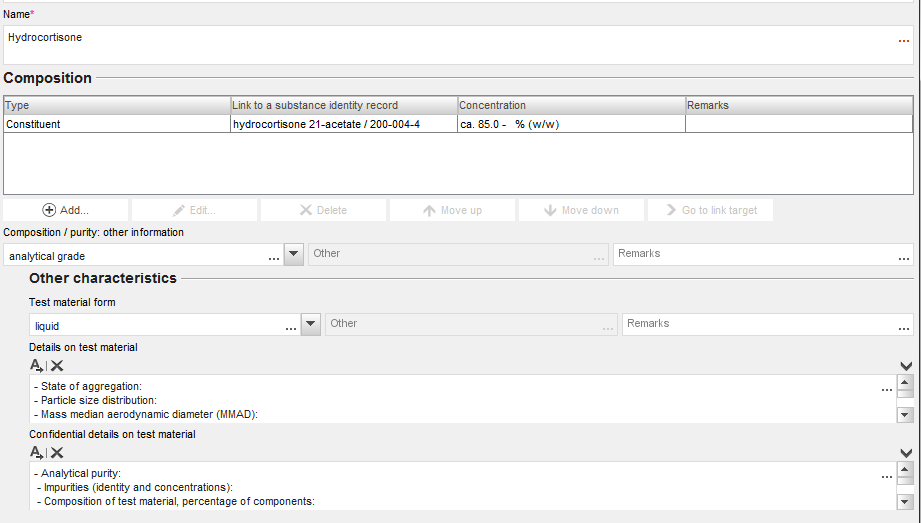 Name*
Hydrocortisone
...
Composition
Type Link to a substance identity record Concentration Remarks
Constituent hydrocortisone 21-acetate / 200-004-4 ca. 85.0 - % (w/w)
Add... Edit... Delete Move up Move down Go to link target
Composition / purity: other information
analytical grade ... Other ... Remarks ...
Other characteristics
Test material form
liquid ... Other ... Remarks ...
Details on test material
A
- State of aggregation: ...
- Particle size distribution:
- Mass median aerodynamic diameter (MMAD):
Confidential details on test material
A
- Analytical purity: ...
- Impurities (identity and concentrations):
- Composition of test material, percentage of components: